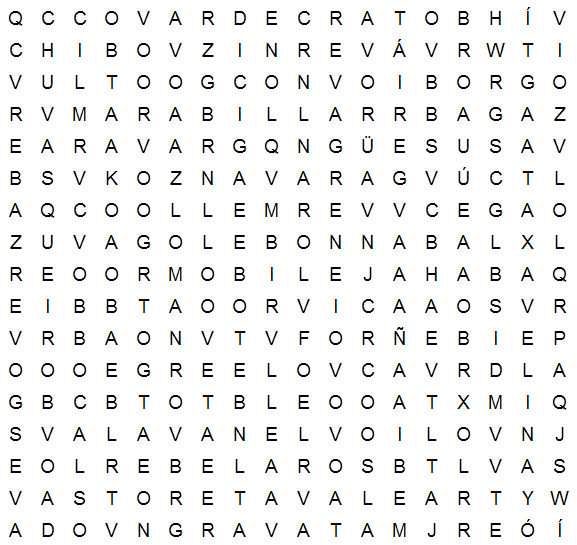 Q C C O V A R D E C R A T O B H Í V
C H I B O V Z I N R E V Á V R W T I
V U L T O O G C O N V O I B O R G O
R V M A R A B I L L A R R B A G A Z
E A R A V A R G Q N G Ü E S U S A V
B S V K O Z N A V A R A G V Ú C T L
A Q C O O L L E M R E V V C E G A O
Z U V A G O L E B O N N A B A L X L
R E O O R M O B I L E J A H A B A Q
E I B B T A O O R V I C A A O S V R
V R B A O N V T V F O R Ñ E B I E P
O O O E G R E E L O V C A V R D L A
G B C B T O T B L E O O A T X M I Q
S V A L A V A N E L V O I L O V N J
E O L R E B E L A R O S B T L V A S
V A S T O R E T A V A L E A R T Y W
A D O V N G R A V A T A M J R E Ó Í